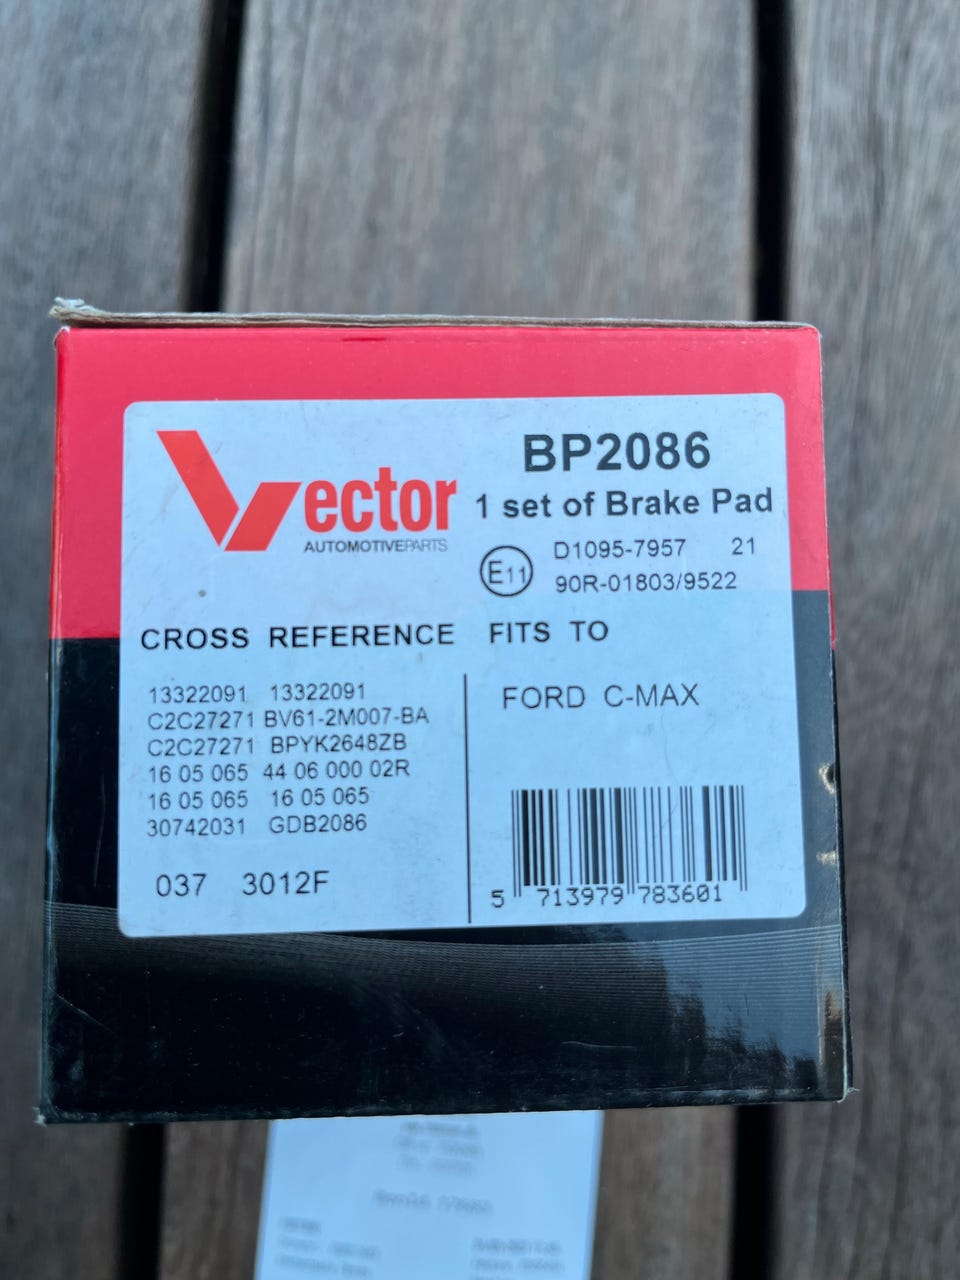 Vector
AUTOMOTIVEPARTS
BP2086
1 set of Brake Pad
E11
D1095-7957 21
90R-01803/9522
CROSS REFERENCE
13322091 13322091
C2C27271 BV61-2M007-BA
C2C27271 BPYK2648ZB
16 05 065 44 06 000 02R
16 05 065 16 05 065
30742031 GDB2086
037 3012F
FITS TO
FORD C-MAX
5 713979 783601